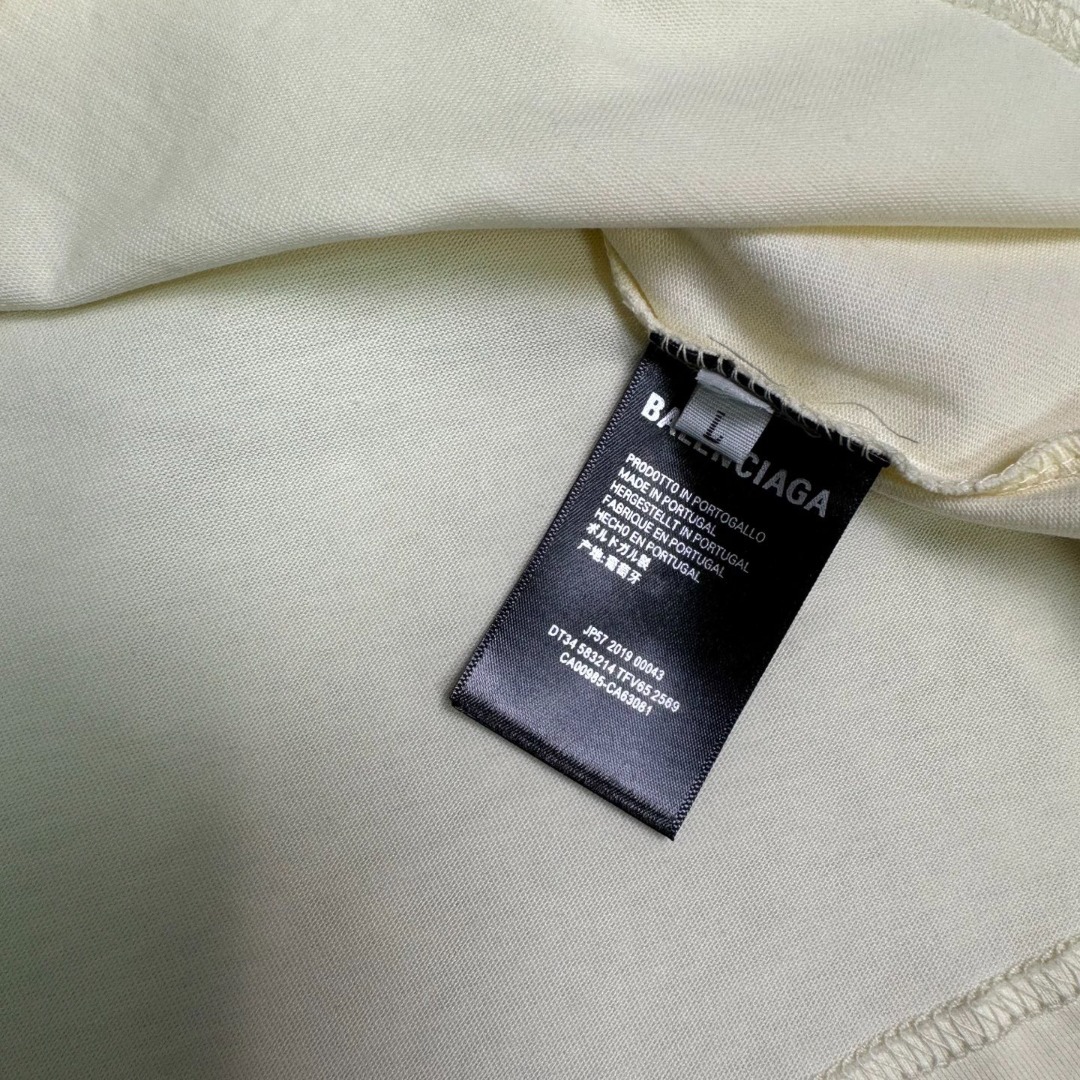 BALENCIAGA
L
PRODOTTO IN PORTOGALLO
MADE IN PORTUGAL
HERGESTELLT IN PORTUGAL
FABRIQUE EN PORTUGAL
HECHO EN PORTUGAL
ポルトガル製
产地:葡萄牙
JP57 2019 00043
DT34 583214 TFV65 2569
CA00985-CA63081